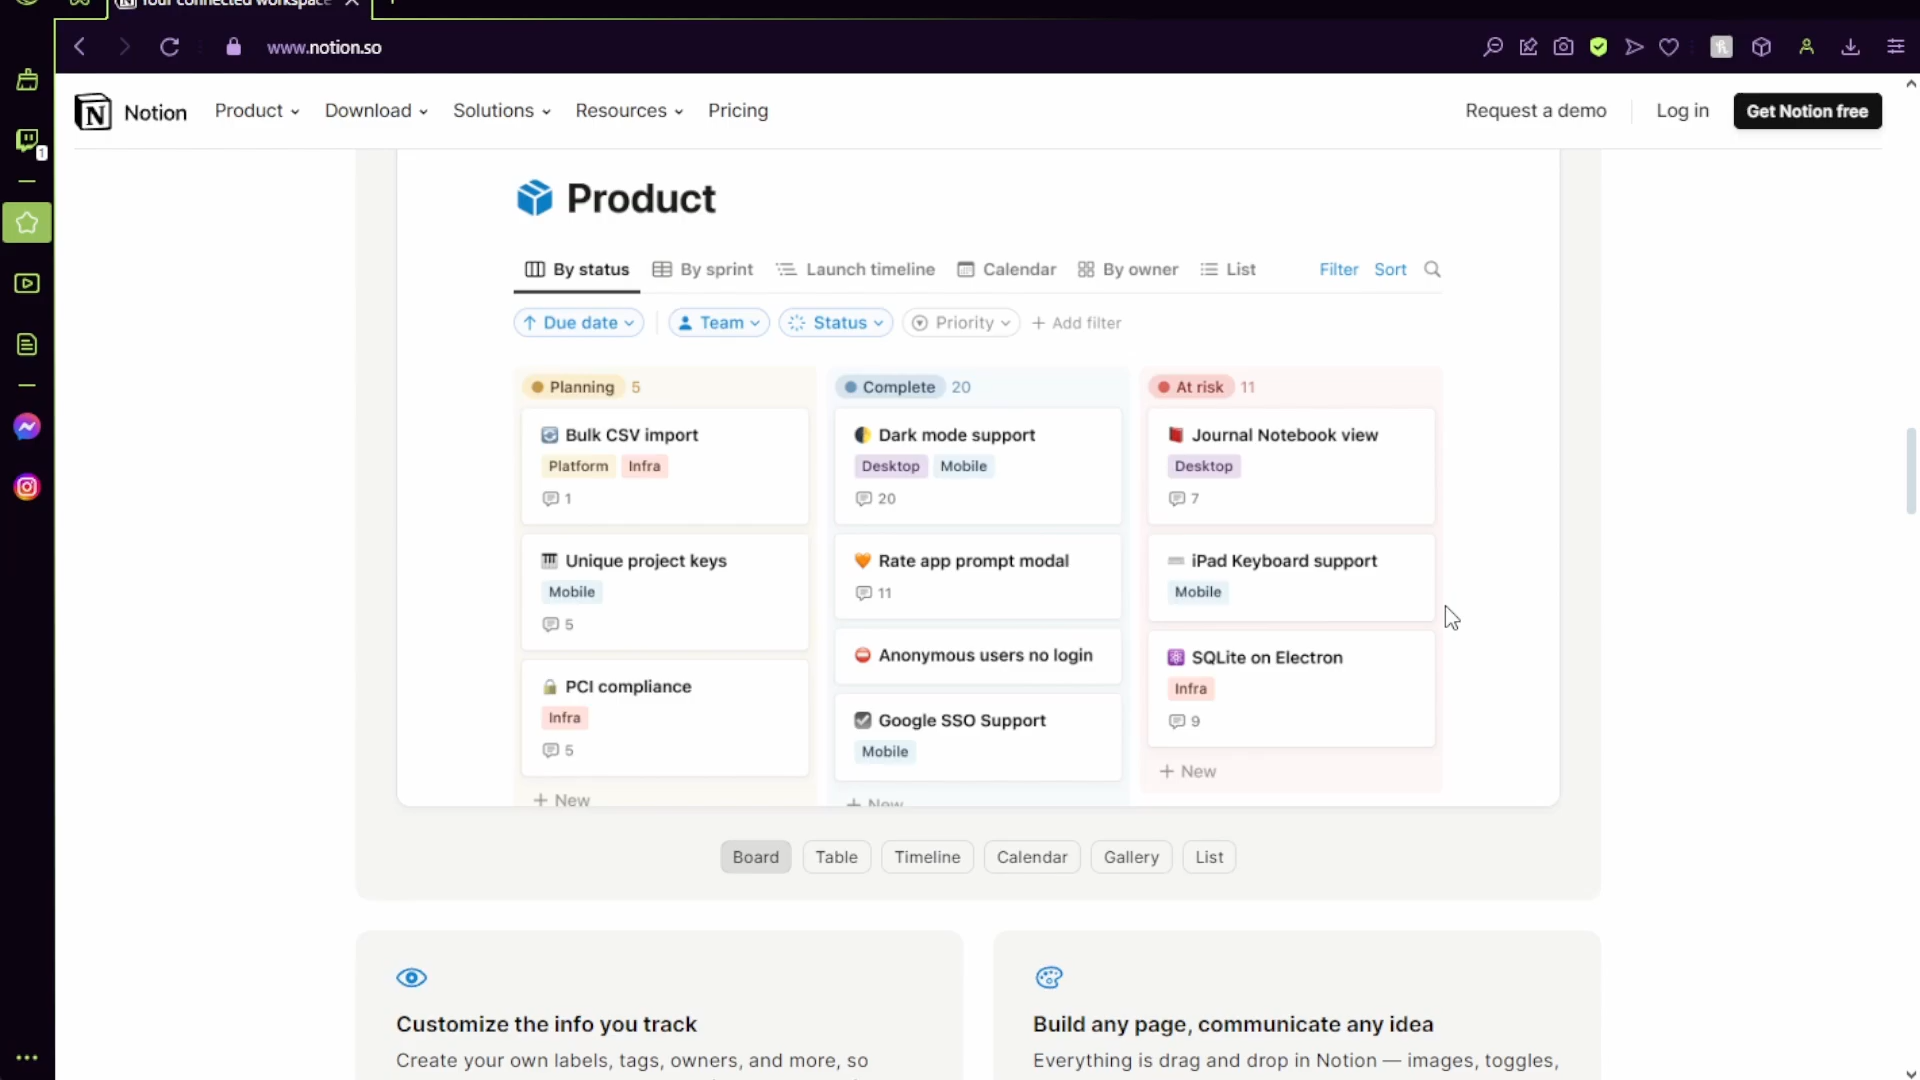 Your connected workspace
www.notion.so
Notion Product Download Solutions Resources Pricing Request a demo Log in Get Notion free
1
Product
By status By sprint Launch timeline Calendar By owner List Filter Sort
Due date Team Status Priority + Add filter
Planning 5 Complete 20 At risk 11
Bulk CSV import
Platform Infra
1
Unique project keys
Mobile
5
PCI compliance
Infra
5
+ New
Dark mode support
Desktop Mobile
20
Rate app prompt modal
11
Anonymous users no login
Google SSO Support
Mobile
+ New
Journal Notebook view
Desktop
7
iPad Keyboard support
Mobile
SQLite on Electron
Infra
9
+ New
Board Table Timeline Calendar Gallery List
Customize the info you track
Create your own labels, tags, owners, and more, so
Build any page, communicate any idea
Everything is drag and drop in Notion — images, toggles,